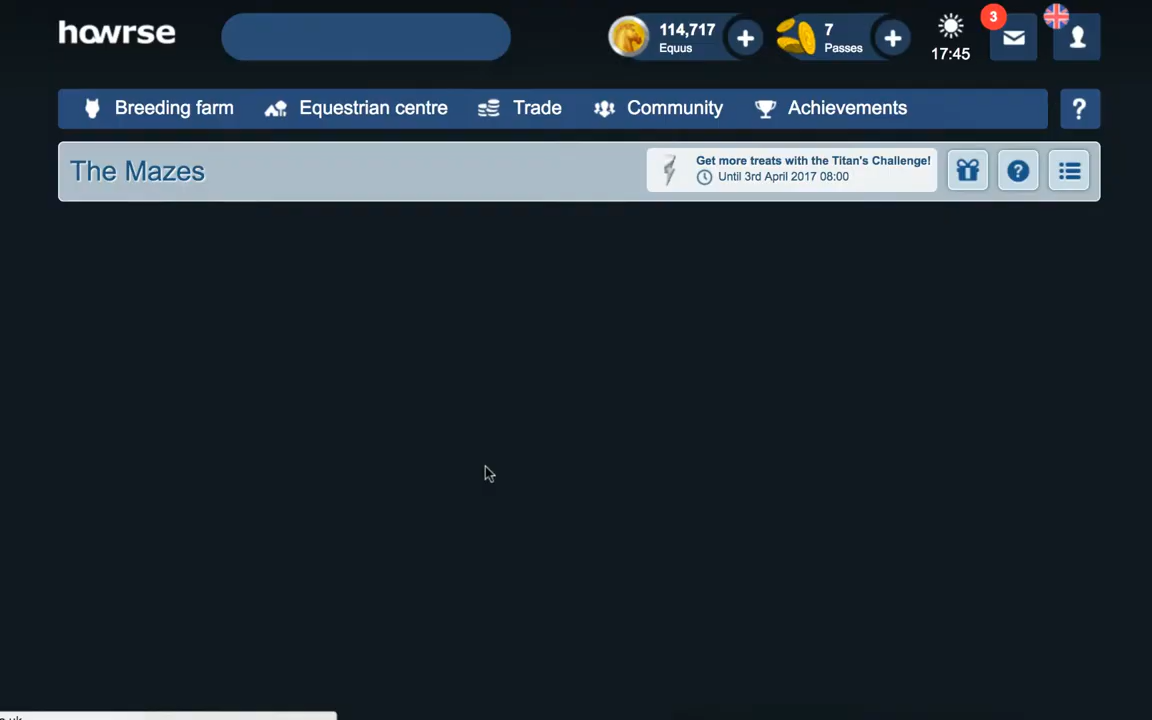 howrse
114,717
Equus
7
Passes
17:45
3
Breeding farm
Equestrian centre
Trade
Community
Achievements
?
The Mazes
Get more treats with the Titan's Challenge!
Until 3rd April 2017 08:00
?